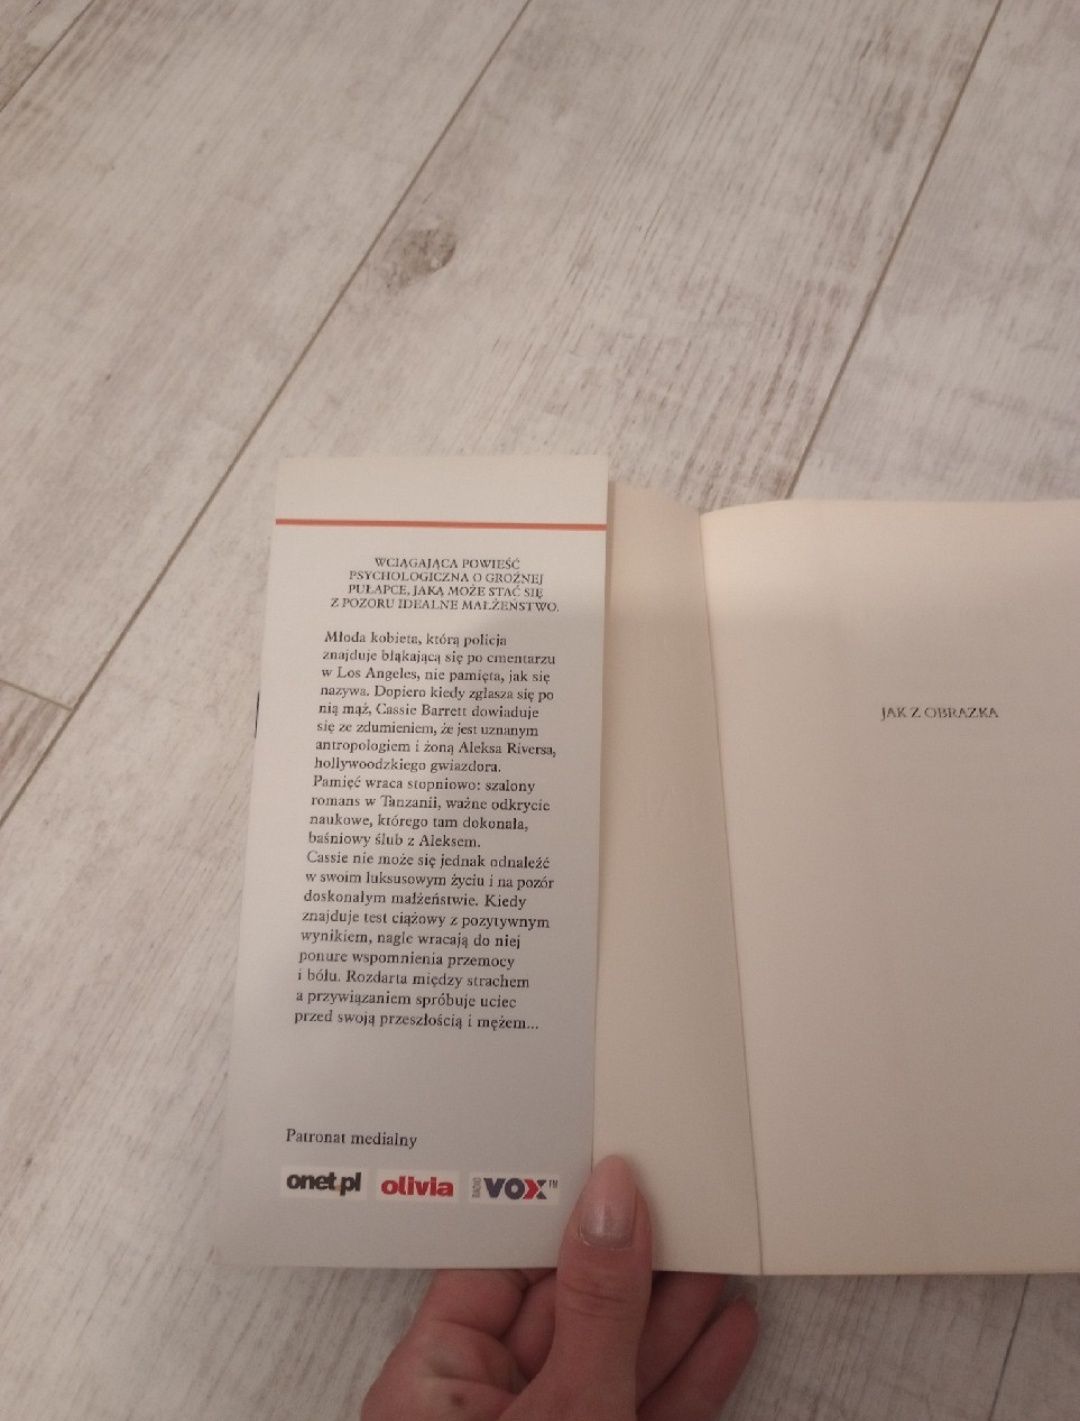 WCIĄGAJĄCA POWIEŚĆ
PSYCHOLOGICZNA O GROŹNEJ
PUŁAPCE, JAKĄ MOŻE STAĆ SIĘ
Z POZORU IDEALNE MAŁŻEŃSTWO.
Młoda kobieta, którą policja
znajduje błąkającą się po cmentarzu
w Los Angeles, nie pamięta, jak się
nazywa. Dopiero kiedy zgłasza się po
nią mąż, Cassie Barrett dowiaduje
się ze zdumieniem, że jest uznanym
antropologiem i żoną Aleksa Riversa,
hollywoodzkiego gwiazdora.
Pamięć wraca stopniowo: szalony
romans w Tanzanii, ważne odkrycie
naukowe, którego tam dokonała,
baśniowy ślub z Aleksem.
Cassie nie może się jednak odnaleźć
w swoim luksusowym życiu i na pozór
doskonałym małżeństwie. Kiedy
znajduje test ciążowy z pozytywnym
wynikiem, nagle wracają do niej
ponure wspomnienia przemocy
i bólu. Rozdarta między strachem
a przywiązaniem spróbuje uciec
przed swoją przeszłością i mężem...
Patronat medialny
onet.pl olivia RADIO VOX FM
JAK Z OBRAZKA